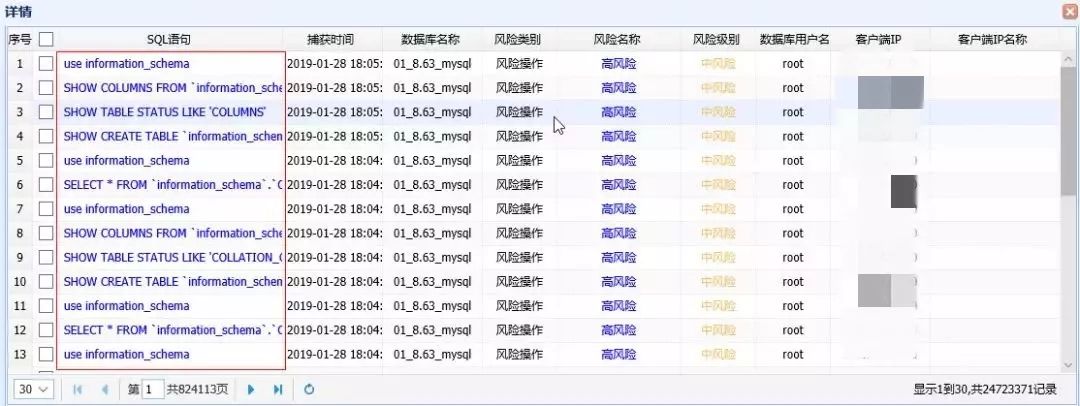 详情
序号 SQL语句 捕获时间 数据库名称 风险类别 风险名称 风险级别 数据库用户名 客户端IP 客户端IP名称
1 use information_schema 2019-01-28 18:05: 01_8.63_mysql 风险操作 高风险 中风险 root
2 SHOW COLUMNS FROM `information_sche 2019-01-28 18:05: 01_8.63_mysql 风险操作 高风险 中风险 root
3 SHOW TABLE STATUS LIKE 'COLUMNS' 2019-01-28 18:05: 01_8.63_mysql 风险操作 高风险 中风险 root
4 SHOW CREATE TABLE `information_schem 2019-01-28 18:05: 01_8.63_mysql 风险操作 高风险 中风险 root
5 use information_schema 2019-01-28 18:04: 01_8.63_mysql 风险操作 高风险 中风险 root
6 SELECT * FROM `information_schema`.`C 2019-01-28 18:04: 01_8.63_mysql 风险操作 高风险 中风险 root
7 use information_schema 2019-01-28 18:04: 01_8.63_mysql 风险操作 高风险 中风险 root
8 SHOW COLUMNS FROM `information_sche 2019-01-28 18:04: 01_8.63_mysql 风险操作 高风险 中风险 root
9 SHOW TABLE STATUS LIKE 'COLLATION_C 2019-01-28 18:04: 01_8.63_mysql 风险操作 高风险 中风险 root
10 SHOW CREATE TABLE `information_schem 2019-01-28 18:04: 01_8.63_mysql 风险操作 高风险 中风险 root
11 use information_schema 2019-01-28 18:04: 01_8.63_mysql 风险操作 高风险 中风险 root
12 SELECT * FROM `information_schema`.`C 2019-01-28 18:04: 01_8.63_mysql 风险操作 高风险 中风险 root
13 use information_schema 2019-01-28 18:04: 01_8.63_mysql 风险操作 高风险 中风险 root
30 第 1 共824113页 显示1到30,共24723371记录